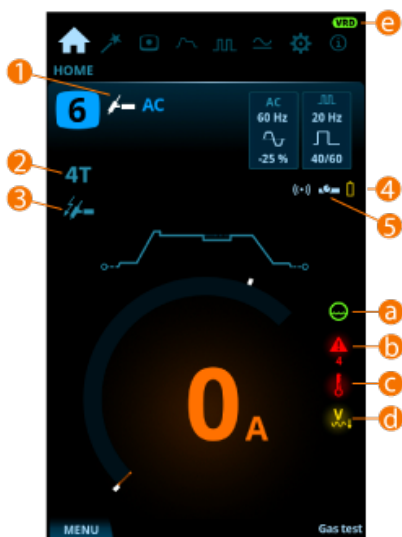 VRD
e
HOME
1
6 AC
AC
60 Hz
-25 %
20 Hz
40/60
2
4T
3
4
5
a
b
4
c
V
d
0 A
MENU
Gas test